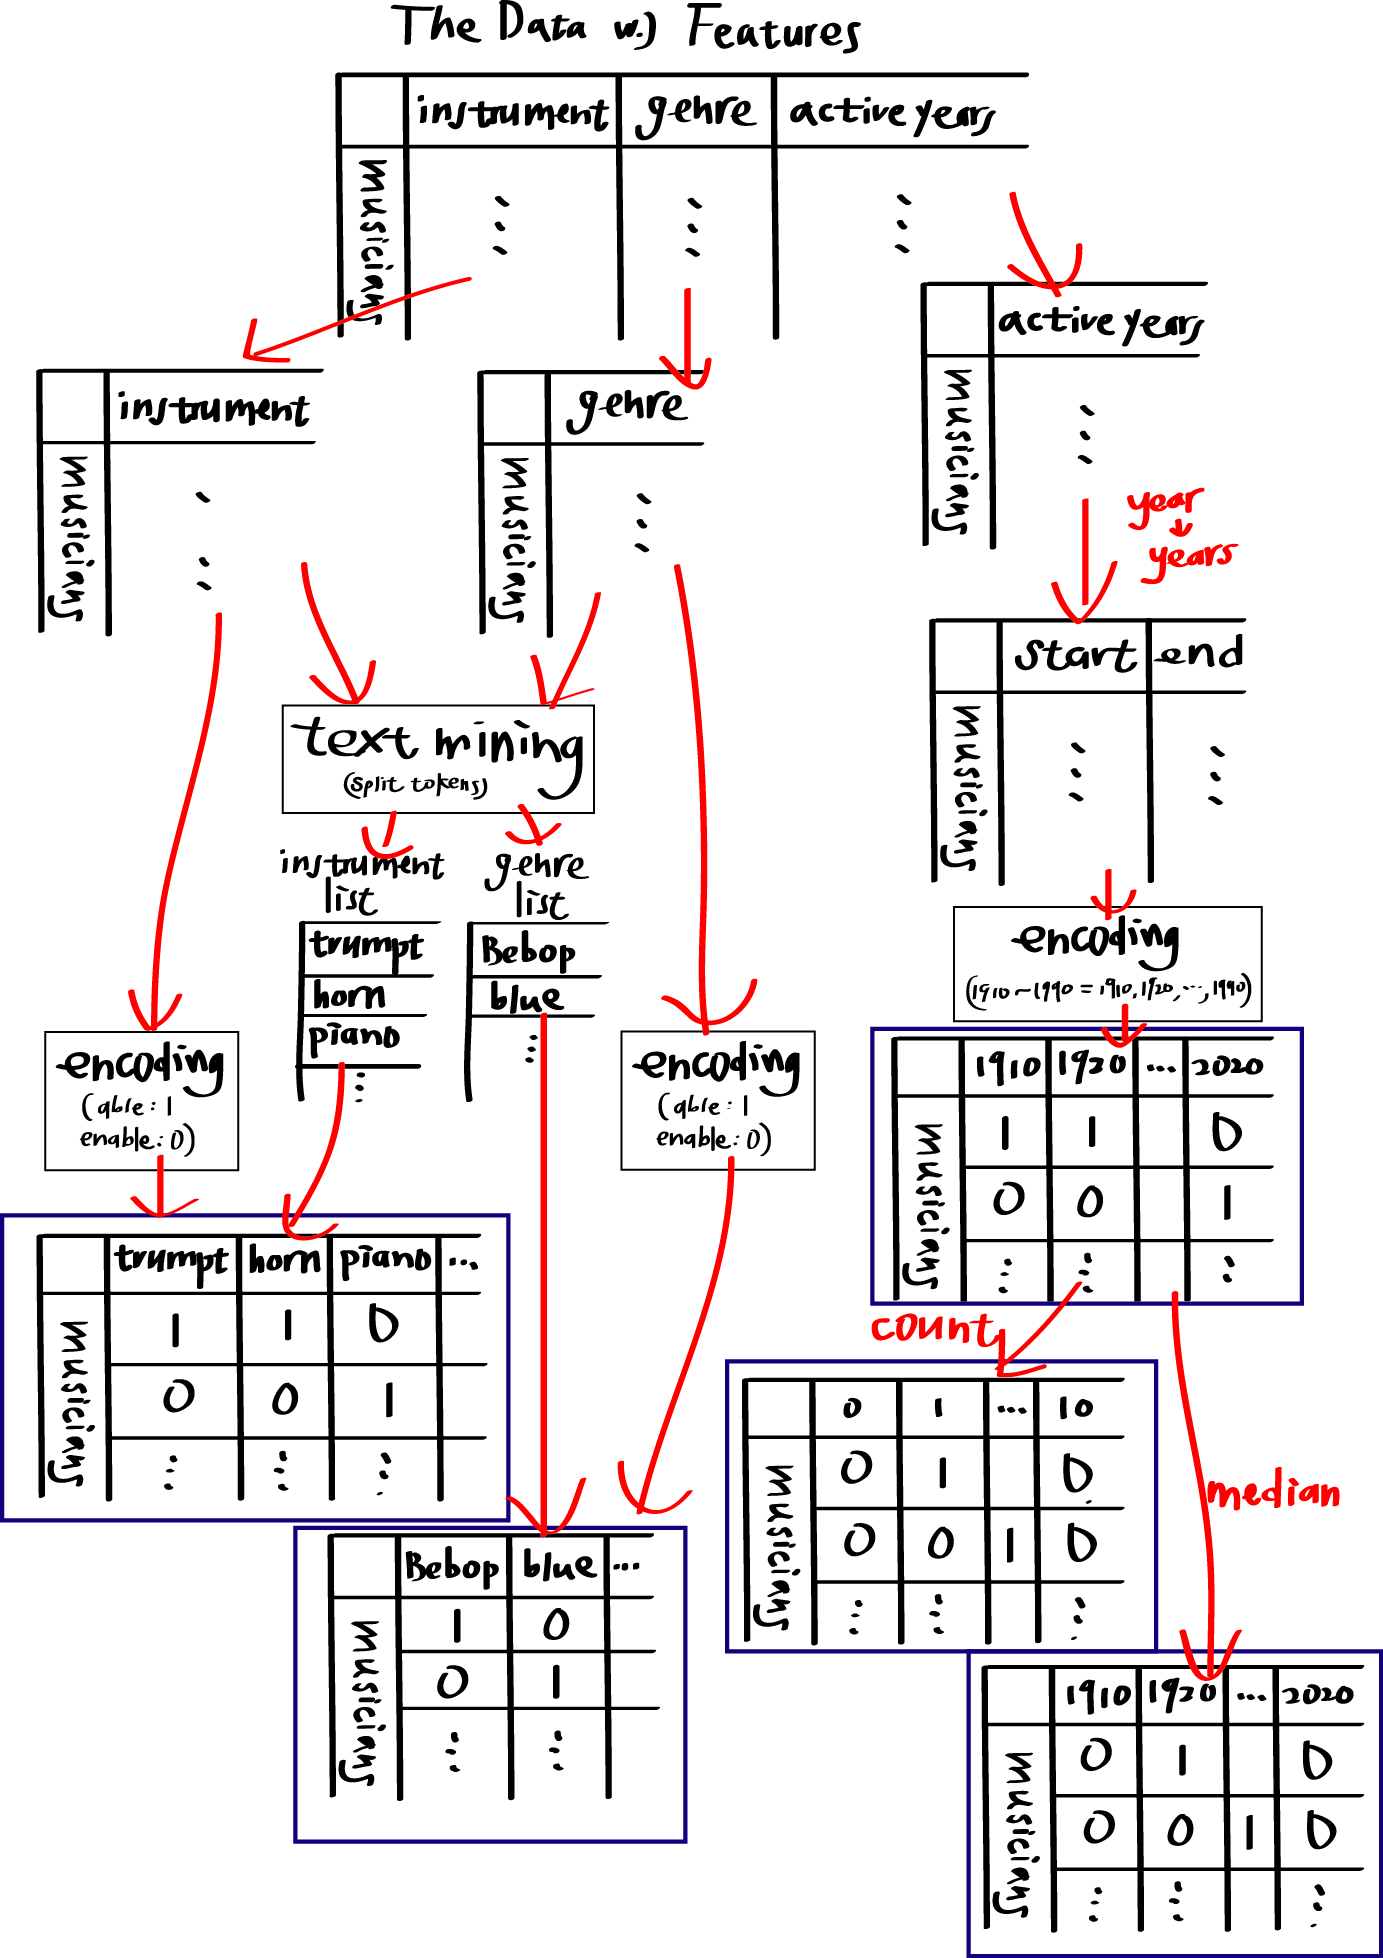 The Data w.) Features
instrument genre active years
musicians
active years
musicians
instrument
musicians
genre
musicians
year
years
start end
musicians
text mining
(split tokens)
instrument
list
trumpt
horn
piano
genre
list
Bebop
blue
encoding
(1910~1990 = 1910, 1920, ..., 1990)
encoding
(able: 1
enable: 0)
encoding
(able: 1
enable: 0)
1910 1920 ... 2020
musicians
1 1 0
0 0 1
trumpt horn piano ...
musicians
1 1 0
0 0 1
count
0 1 ... 10
musicians
0 1 0
0 0 1 0
median
Bebop blue ...
musicians
1 0
0 1
1910 1920 ... 2020
musicians
0 1 0
0 0 1 0